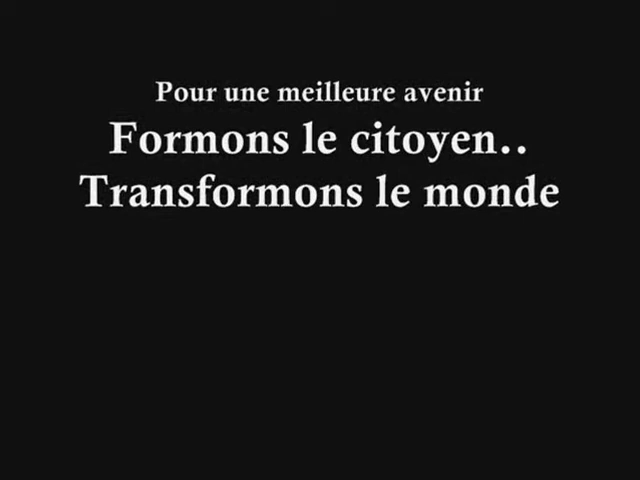 Pour une meilleure avenir
Formons le citoyen..
Transformons le monde